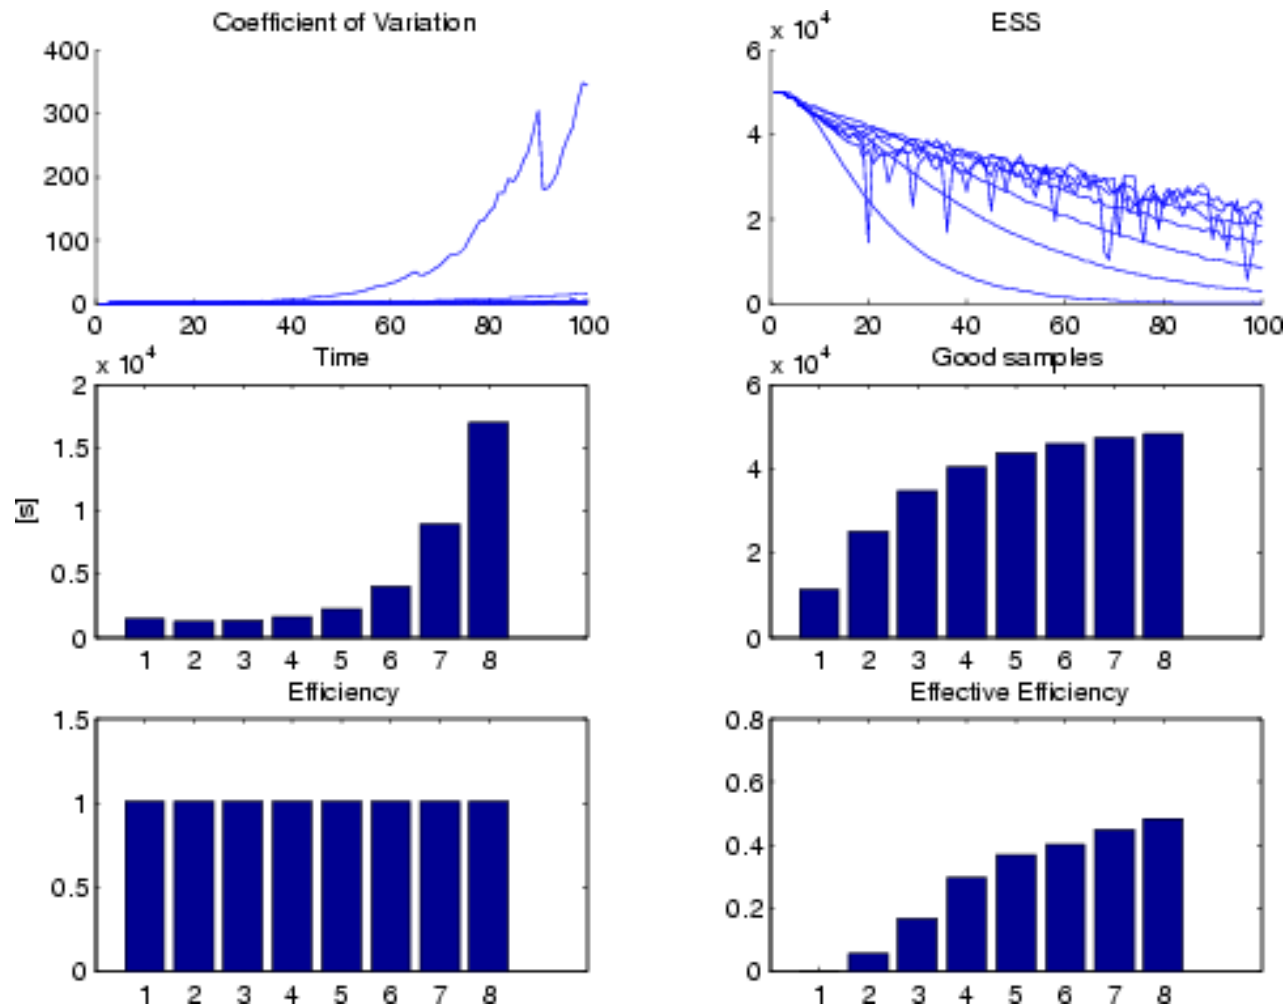 Coefficient of Variation
400
300
200
100
0
0 20 40 60 80 100
ESS
x 10^4
6
4
2
0
0 20 40 60 80 100
Time
x 10^4
2
1.5
1
0.5
0
[s]
1 2 3 4 5 6 7 8
Good samples
x 10^4
6
4
2
0
1 2 3 4 5 6 7 8
Efficiency
1.5
1
0.5
0
1 2 3 4 5 6 7 8
Effective Efficiency
0.8
0.6
0.4
0.2
0
1 2 3 4 5 6 7 8